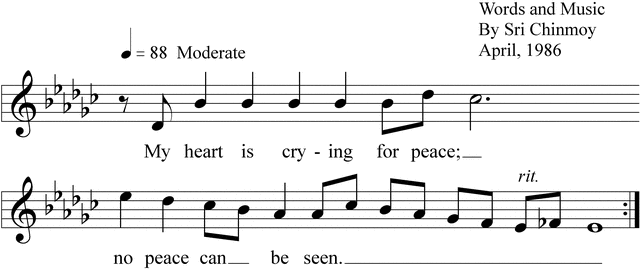 Words and Music
By Sri Chinmoy
April, 1986
= 88 Moderate
My heart is cry - ing for peace;
rit.
no peace can be seen.